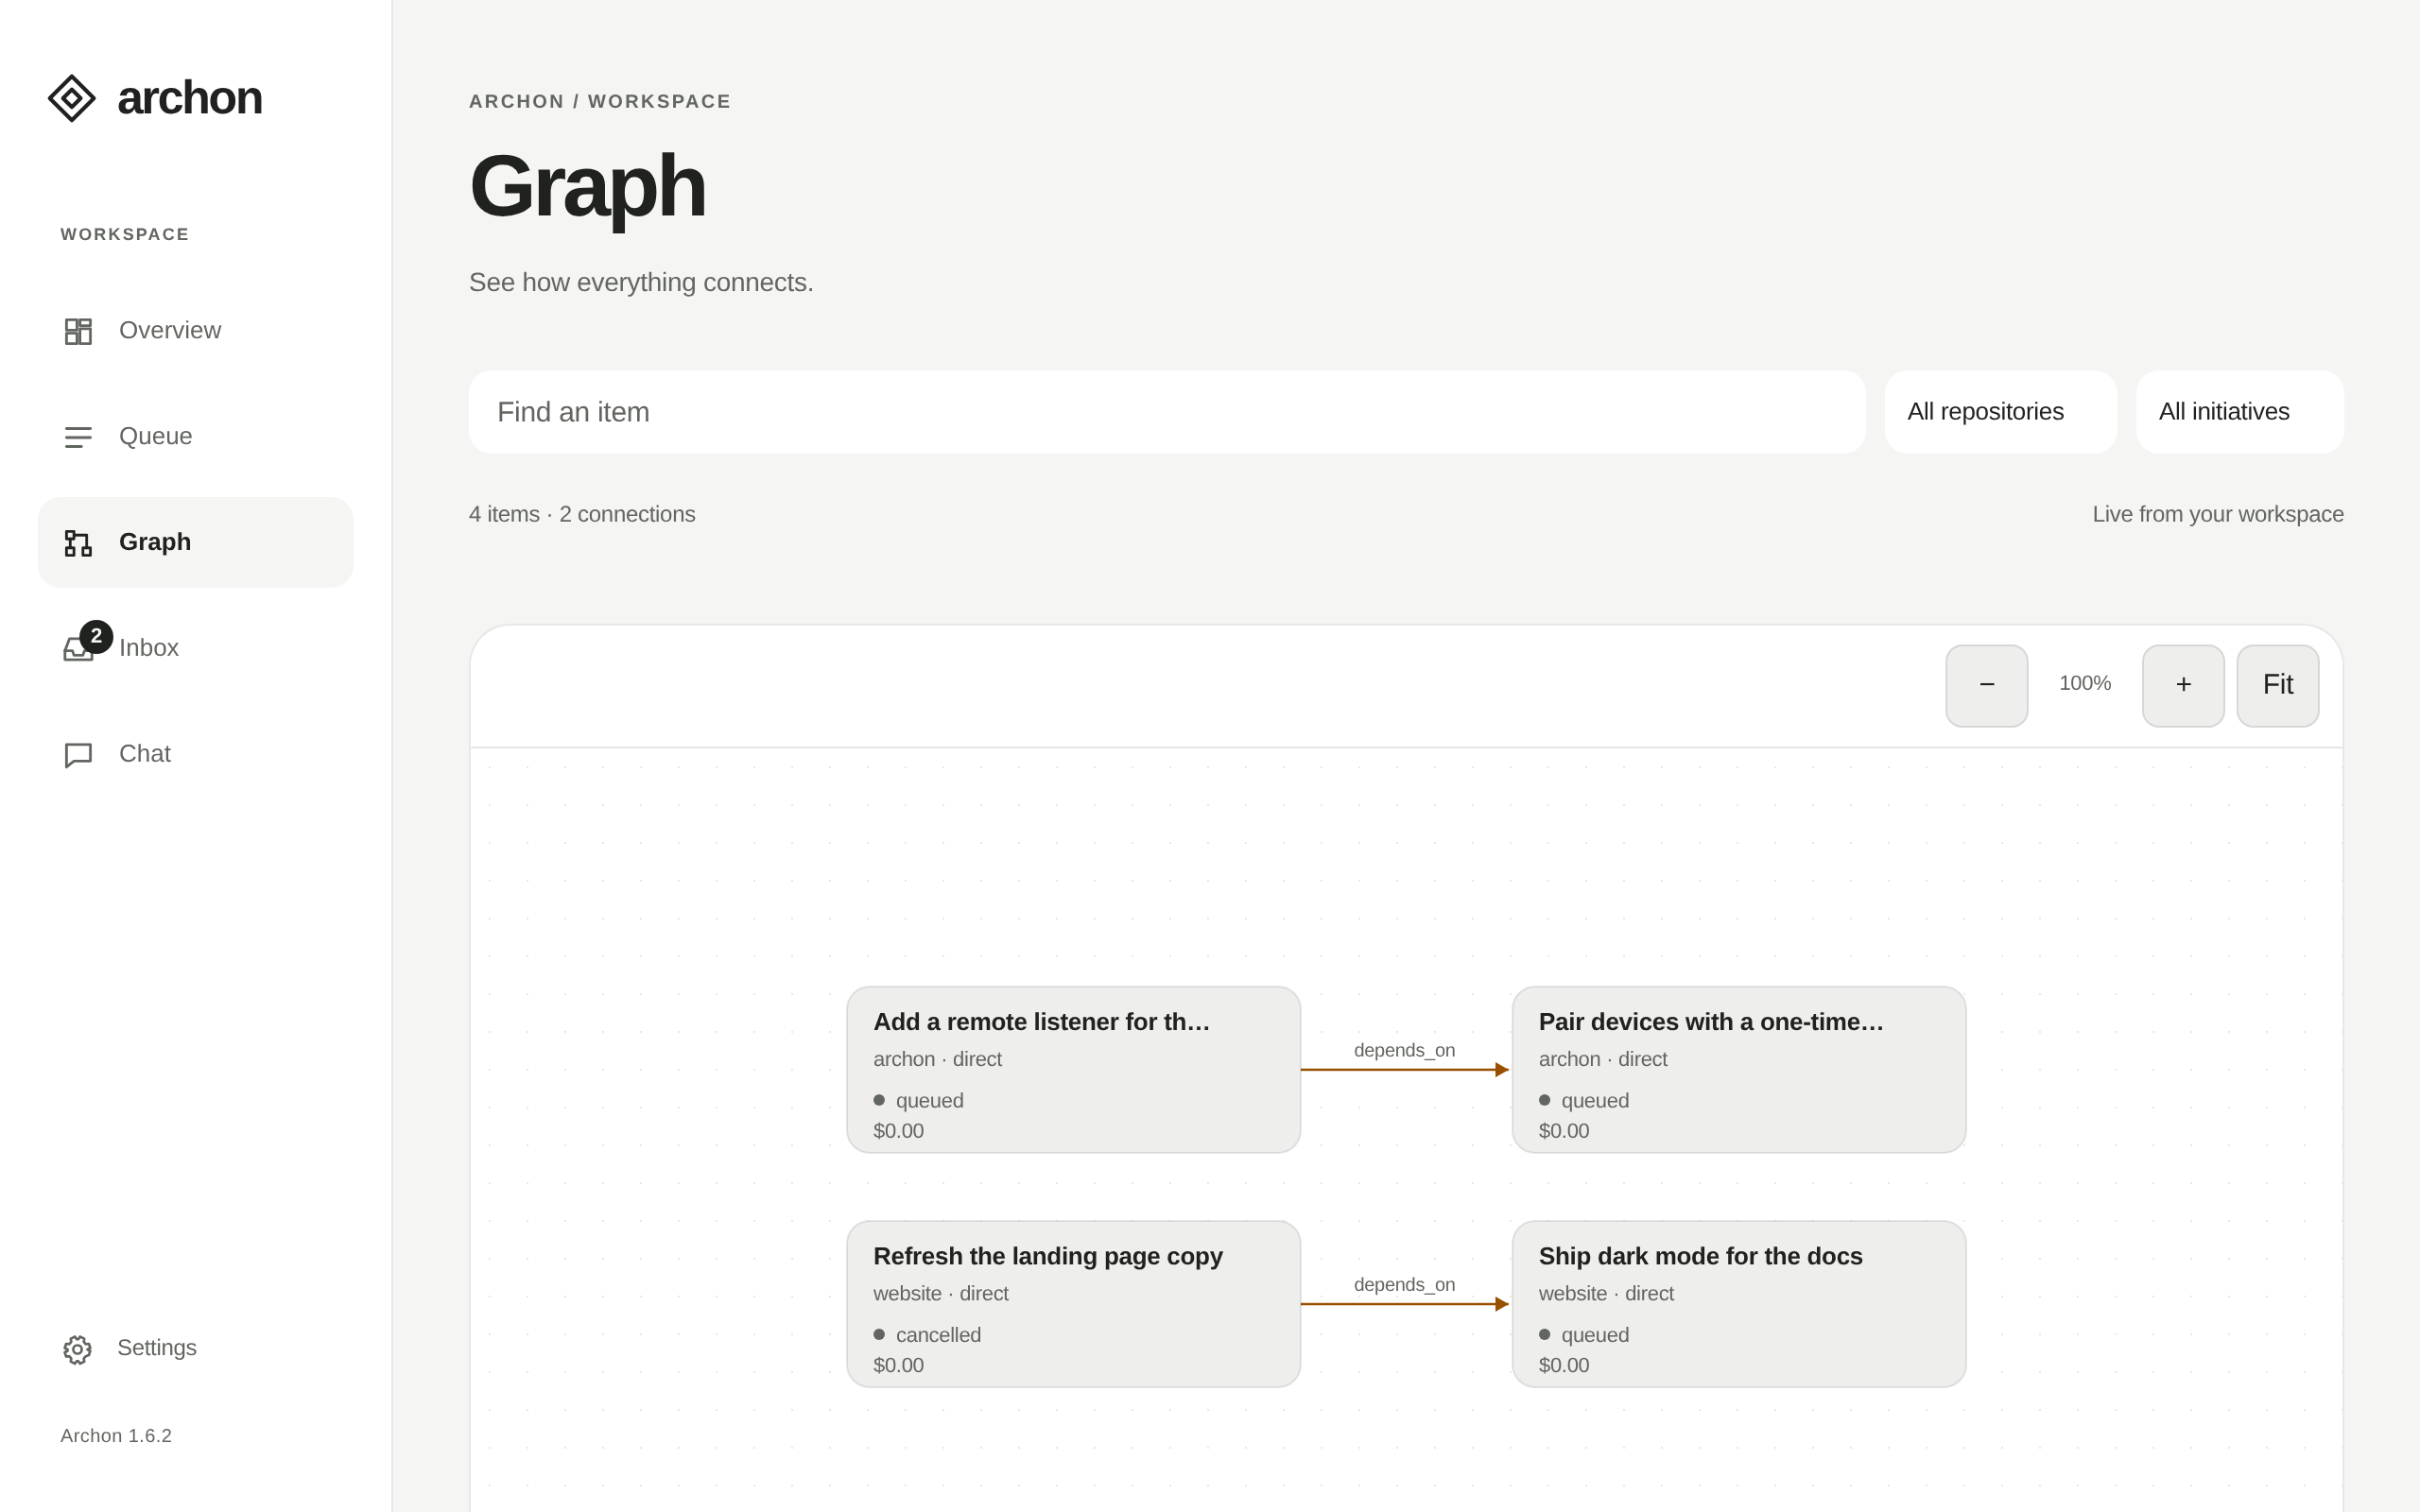 archon
WORKSPACE
Overview
Queue
Graph
2
Inbox
Chat
Settings
Archon 1.6.2
ARCHON / WORKSPACE
Graph
See how everything connects.
Find an item
All repositories
All initiatives
4 items · 2 connections
Live from your workspace
−
100%
+
Fit
Add a remote listener for th…
archon · direct
queued
$0.00
depends_on
Pair devices with a one-time…
archon · direct
queued
$0.00
Refresh the landing page copy
website · direct
cancelled
$0.00
depends_on
Ship dark mode for the docs
website · direct
queued
$0.00